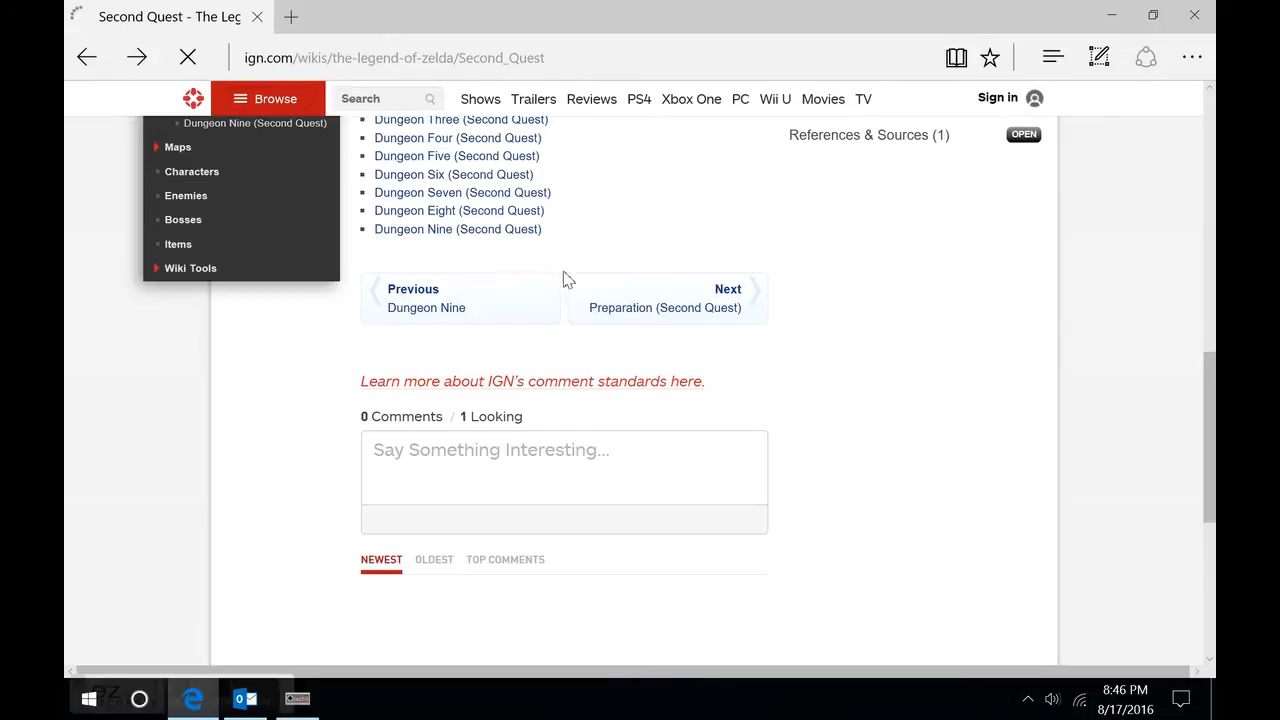 Second Quest - The Leg
ign.com/wikis/the-legend-of-zelda/Second_Quest
Browse
Search
Shows Trailers Reviews PS4 Xbox One PC Wii U Movies TV
Sign in
Dungeon Nine (Second Quest)
Maps
Characters
Enemies
Bosses
Items
Wiki Tools
Dungeon Three (Second Quest)
Dungeon Four (Second Quest)
Dungeon Five (Second Quest)
Dungeon Six (Second Quest)
Dungeon Seven (Second Quest)
Dungeon Eight (Second Quest)
Dungeon Nine (Second Quest)
References & Sources (1)
OPEN
Previous
Dungeon Nine
Next
Preparation (Second Quest)
Learn more about IGN's comment standards here.
0 Comments / 1 Looking
Say Something Interesting...
NEWEST OLDEST TOP COMMENTS
8:46 PM
8/17/2016